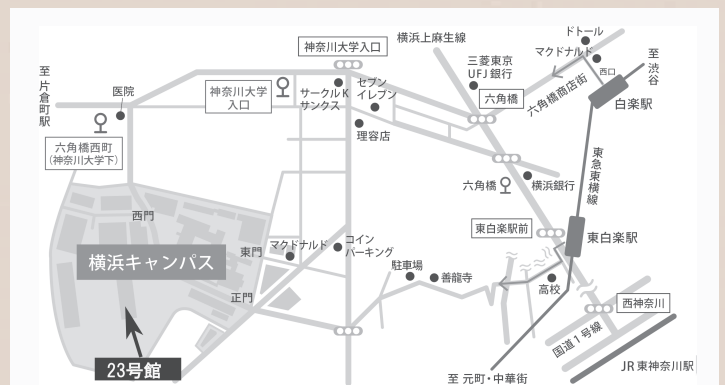 ドトール
神奈川大学入口
横浜上麻生線
マクドナルド
至渋谷
三菱東京
UFJ銀行
西口
至片倉町駅
医院
神奈川大学
入口
サークルK
サンクス
セブン
イレブン
六角橋
六角橋商店街
白楽駅
理容店
六角橋西町
(神奈川大学下)
東急東横線
六角橋
横浜銀行
西門
東白楽駅前
東白楽駅
横浜キャンパス
東門
マクドナルド
コイン
パーキング
駐車場
善龍寺
高校
正門
西神奈川
国道1号線
23号館
JR東神奈川駅
至 元町・中華街